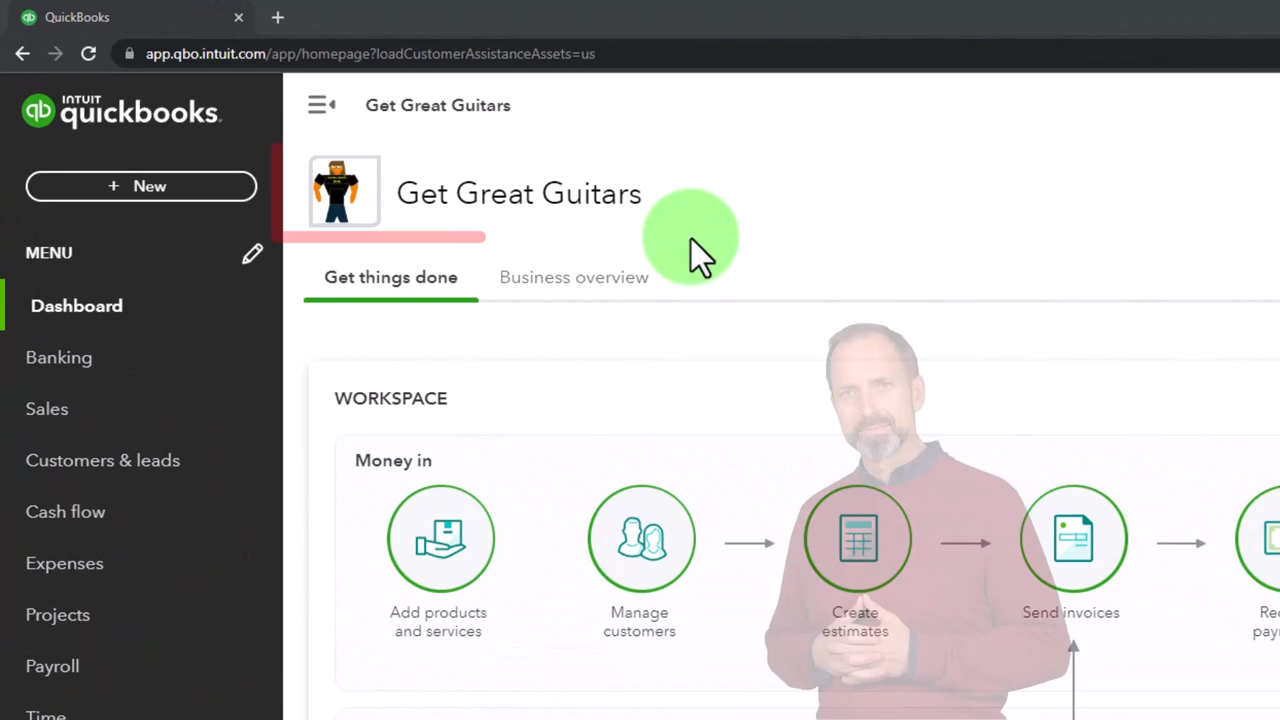 QuickBooks
app.qbo.intuit.com/app/homepage?loadCustomerAssistanceAssets=us
INTUIT
quickbooks.
Get Great Guitars
+ New
Get Great Guitars
MENU
Get things done
Business overview
Dashboard
Banking
WORKSPACE
Sales
Customers & leads
Money in
Cash flow
Expenses
Projects
Add products
and services
Manage
customers
Create
estimates
Send invoices
Payroll
Time